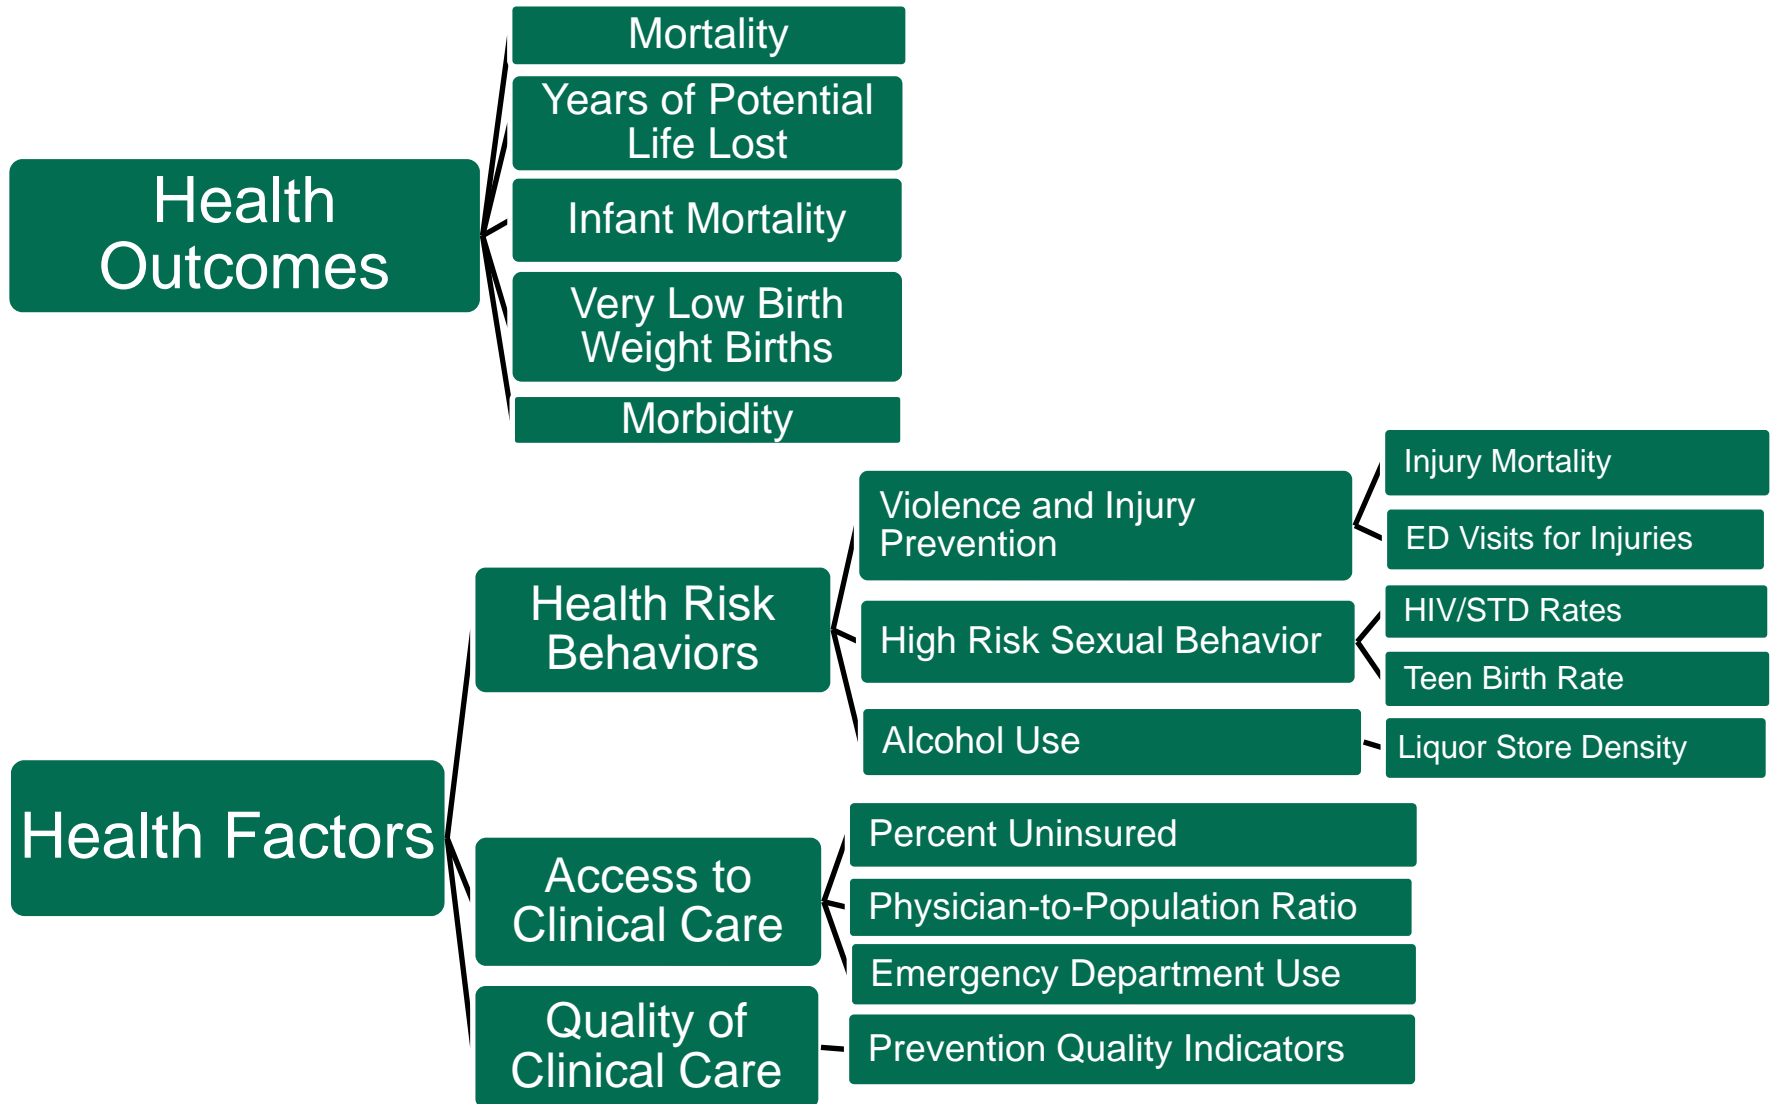 Mortality
Years of Potential
Life Lost
Health
Outcomes
Infant Mortality
Very Low Birth
Weight Births
Morbidity
Health Factors
Health Risk
Behaviors
Violence and Injury
Prevention
Injury Mortality
ED Visits for Injuries
High Risk Sexual Behavior
HIV/STD Rates
Teen Birth Rate
Alcohol Use
Liquor Store Density
Access to
Clinical Care
Percent Uninsured
Physician-to-Population Ratio
Emergency Department Use
Quality of
Clinical Care
Prevention Quality Indicators